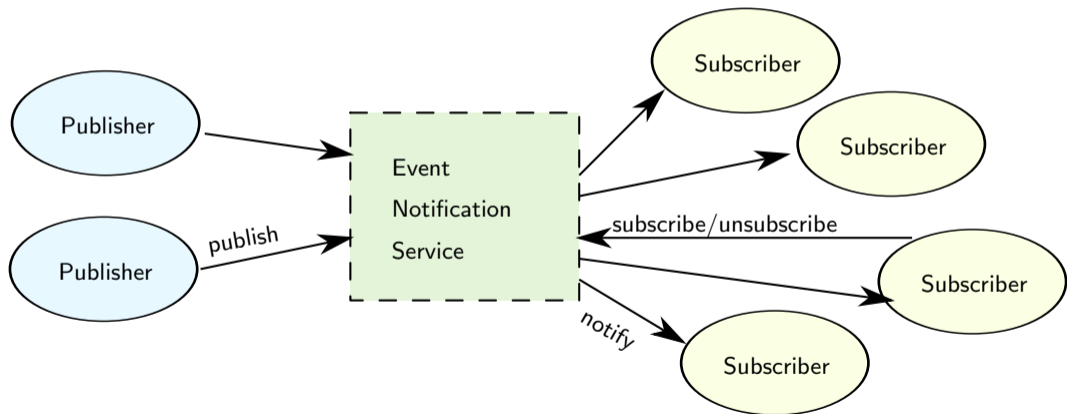 Subscriber
Publisher
Subscriber
Event
Notification
Service
subscribe/unsubscribe
publish
Publisher
Subscriber
notify
Subscriber